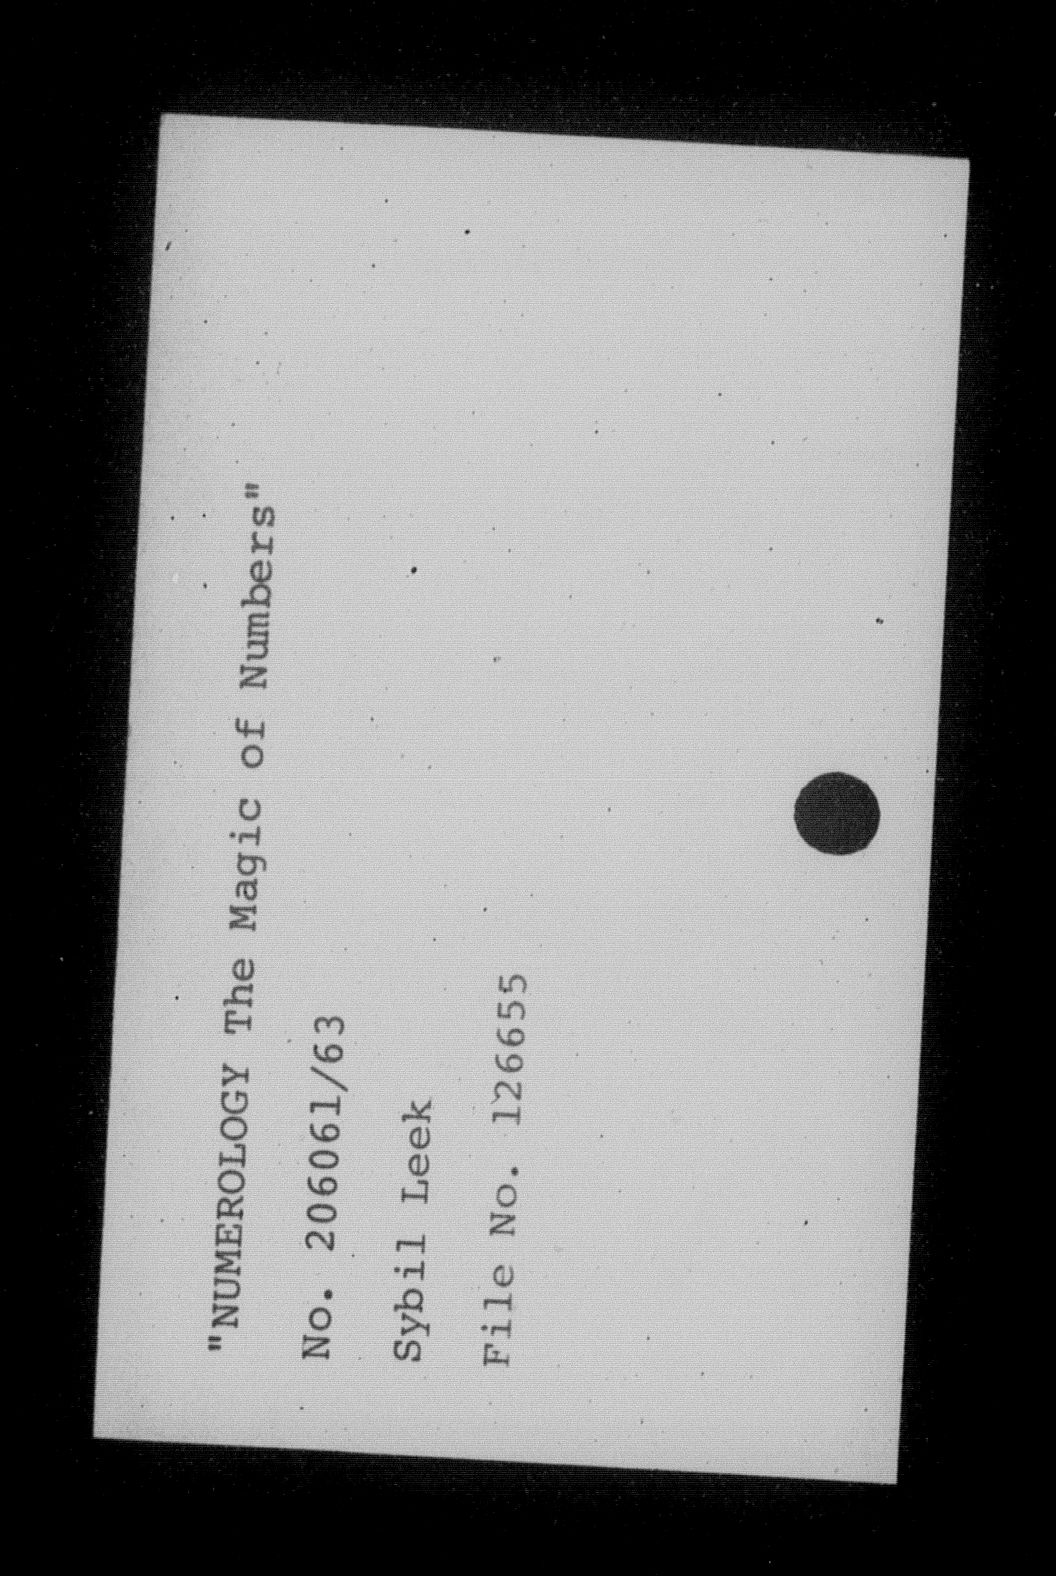 "NUMEROLOGY The Magic of Numbers"
No. 206061/63
Sybil Leek
File No. 126655